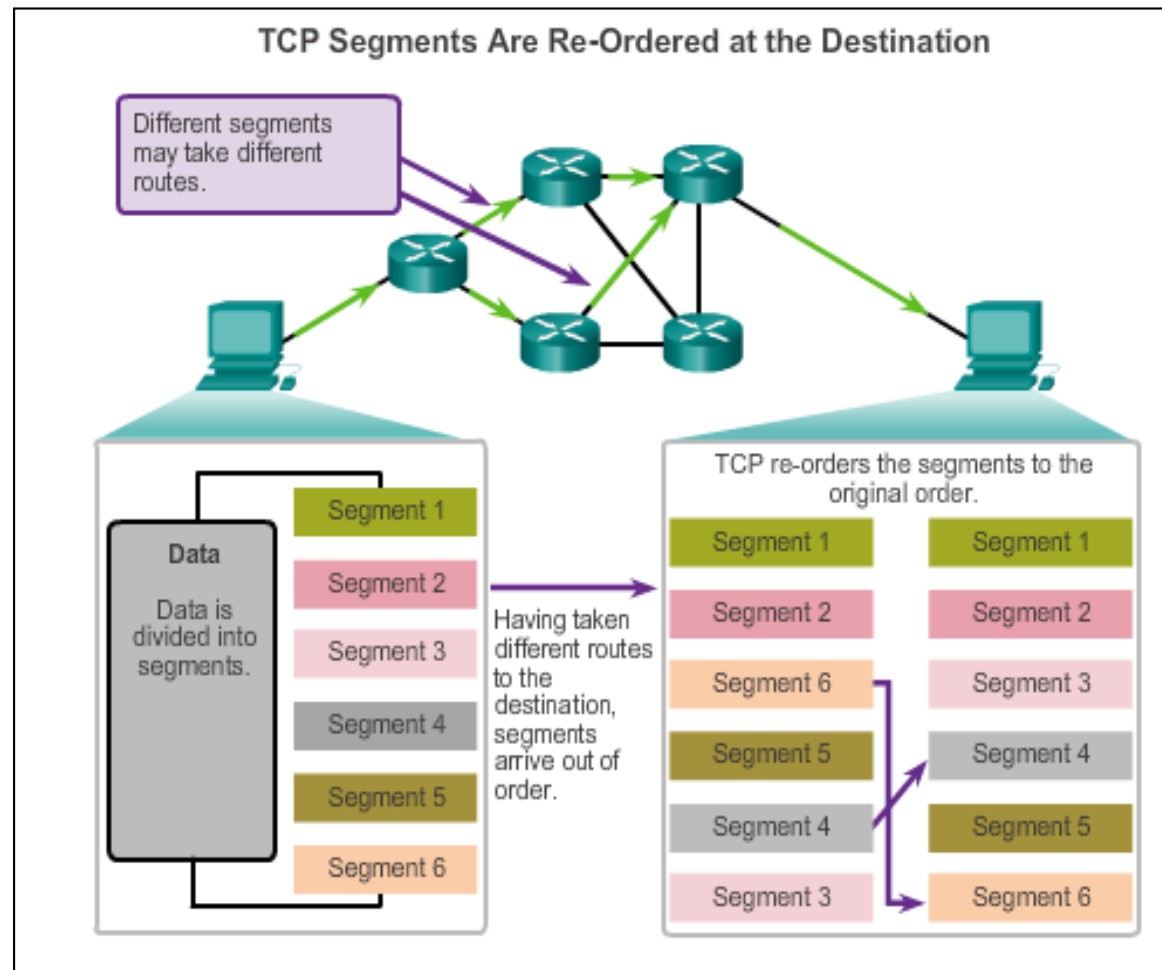 TCP Segments Are Re-Ordered at the Destination
Different segments
may take different
routes.
Data
Data is
divided into
segments.
Segment 1
Segment 2
Segment 3
Segment 4
Segment 5
Segment 6
Having taken
different routes
to the
destination,
segments
arrive out of
order.
TCP re-orders the segments to the
original order.
Segment 1
Segment 2
Segment 6
Segment 5
Segment 4
Segment 3
Segment 1
Segment 2
Segment 3
Segment 4
Segment 5
Segment 6